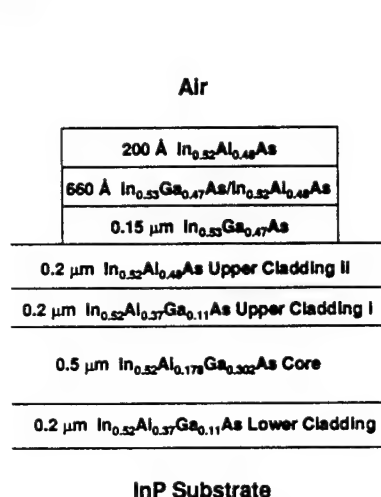 Air
200 Å In0.52Al0.48As
660 Å In0.53Ga0.47As/In0.52Al0.48As
0.15 μm In0.53Ga0.47As
0.2 μm In0.52Al0.48As Upper Cladding II
0.2 μm In0.52Al0.37Ga0.11As Upper Cladding I
0.5 μm In0.52Al0.178Ga0.302As Core
0.2 μm In0.52Al0.37Ga0.11As Lower Cladding
InP Substrate